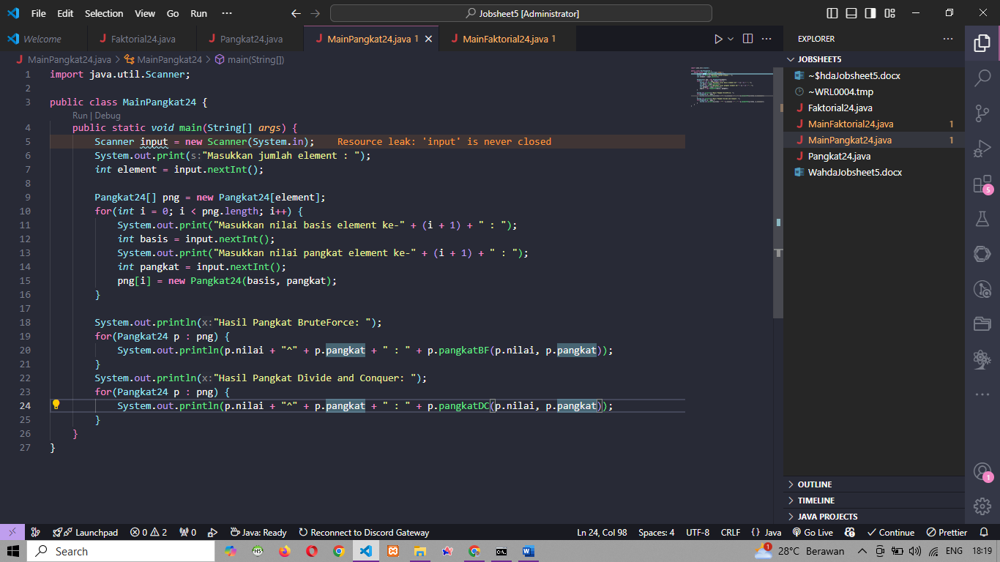 File Edit Selection View Go Run ··· Jobsheet5 [Administrator]
Welcome Faktorial24.java Pangkat24.java MainPangkat24.java 1 MainFaktorial24.java 1
MainPangkat24.java > MainPangkat24 > main(String[])
1 import java.util.Scanner;
2
3 public class MainPangkat24 {
Run | Debug
4 public static void main(String[] args) {
5 Scanner input = new Scanner(System.in); Resource leak: 'input' is never closed
6 System.out.print(s:"Masukkan jumlah element : ");
7 int element = input.nextInt();
8
9 Pangkat24[] png = new Pangkat24[element];
10 for(int i = 0; i < png.length; i++) {
11 System.out.print("Masukkan nilai basis element ke-" + (i + 1) + " : ");
12 int basis = input.nextInt();
13 System.out.print("Masukkan nilai pangkat element ke-" + (i + 1) + " : ");
14 int pangkat = input.nextInt();
15 png[i] = new Pangkat24(basis, pangkat);
16 }
17
18 System.out.println(x:"Hasil Pangkat BruteForce: ");
19 for(Pangkat24 p : png) {
20 System.out.println(p.nilai + "^" + p.pangkat + " : " + p.pangkatBF(p.nilai, p.pangkat));
21 }
22 System.out.println(x:"Hasil Pangkat Divide and Conquer: ");
23 for(Pangkat24 p : png) {
24 System.out.println(p.nilai + "^" + p.pangkat + " : " + p.pangkatDC(p.nilai, p.pangkat));
25 }
26 }
27 }
EXPLORER ···
JOBSHEET5
~$hdaJobsheet5.docx
~WRL0004.tmp
Faktorial24.java
MainFaktorial24.java 1
MainPangkat24.java 1
Pangkat24.java
WahdaJobsheet5.docx
OUTLINE
TIMELINE
JAVA PROJECTS
5
1
Launchpad 0 2 0 Java: Ready Reconnect to Discord Gateway Ln 24, Col 98 Spaces: 4 UTF-8 CRLF {} Java Go Live Continue Prettier
Search 1 28°C Berawan ENG 18:19